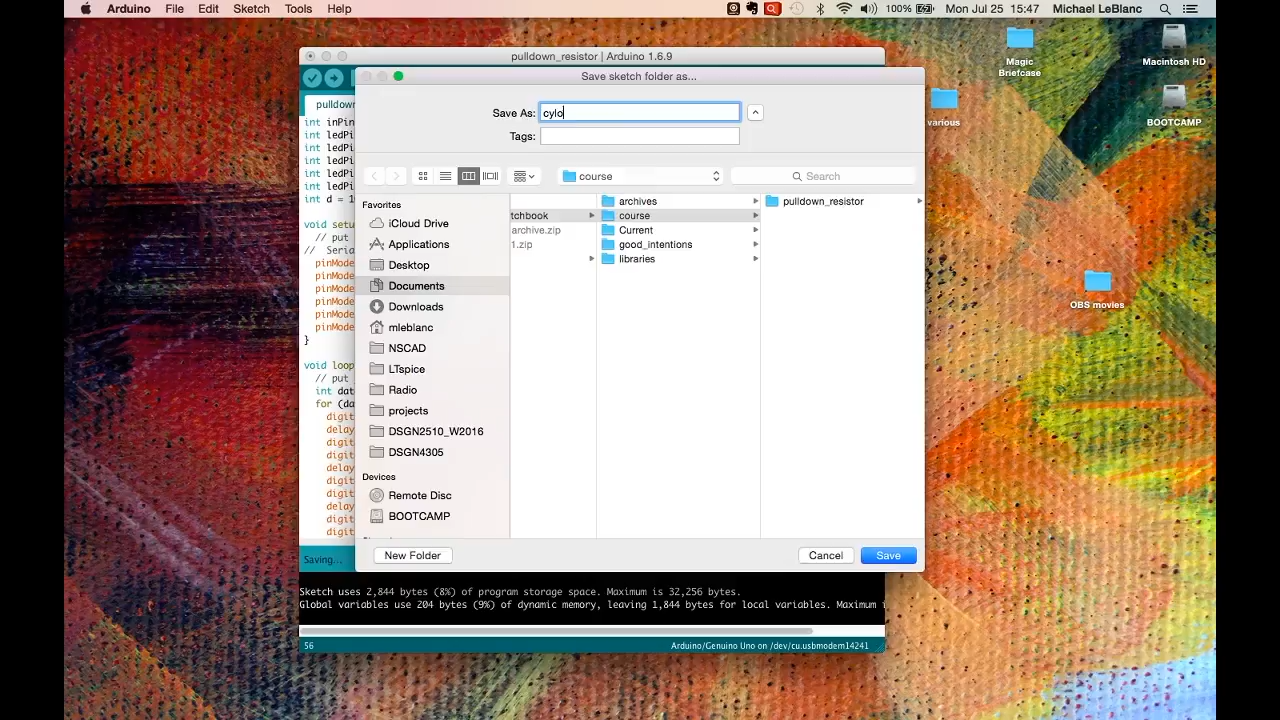 Arduino File Edit Sketch Tools Help 100% Mon Jul 25 15:47 Michael LeBlanc
Magic
Briefcase
Macintosh HD
various
BOOTCAMP
OBS movies
pulldown_resistor | Arduino 1.6.9
Save sketch folder as...
pulldow
Save As: cylo
Tags:
course
Search
Favorites
iCloud Drive
Applications
Desktop
Documents
Downloads
mleblanc
NSCAD
LTspice
Radio
projects
DSGN2510_W2016
DSGN4305
Devices
Remote Disc
BOOTCAMP
tchbook
archive.zip
1.zip
archives
course
Current
good_intentions
libraries
pulldown_resistor
New Folder
Cancel
Save
int inPin
int ledPi
int ledPi
int ledPi
int ledPi
int ledPi
int d = 1
void setu
// put
// Seria
pinMode
pinMode
pinMode
pinMode
pinMode
pinMode
}
void loop
// put
int dat
for (da
digit
delay
digit
digit
delay
digit
digit
delay
digit
digit
Saving...
Sketch uses 2,844 bytes (8%) of program storage space. Maximum is 32,256 bytes.
Global variables use 204 bytes (9%) of dynamic memory, leaving 1,844 bytes for local variables. Maximum i
56
Arduino/Genuino Uno on /dev/cu.usbmodem14241